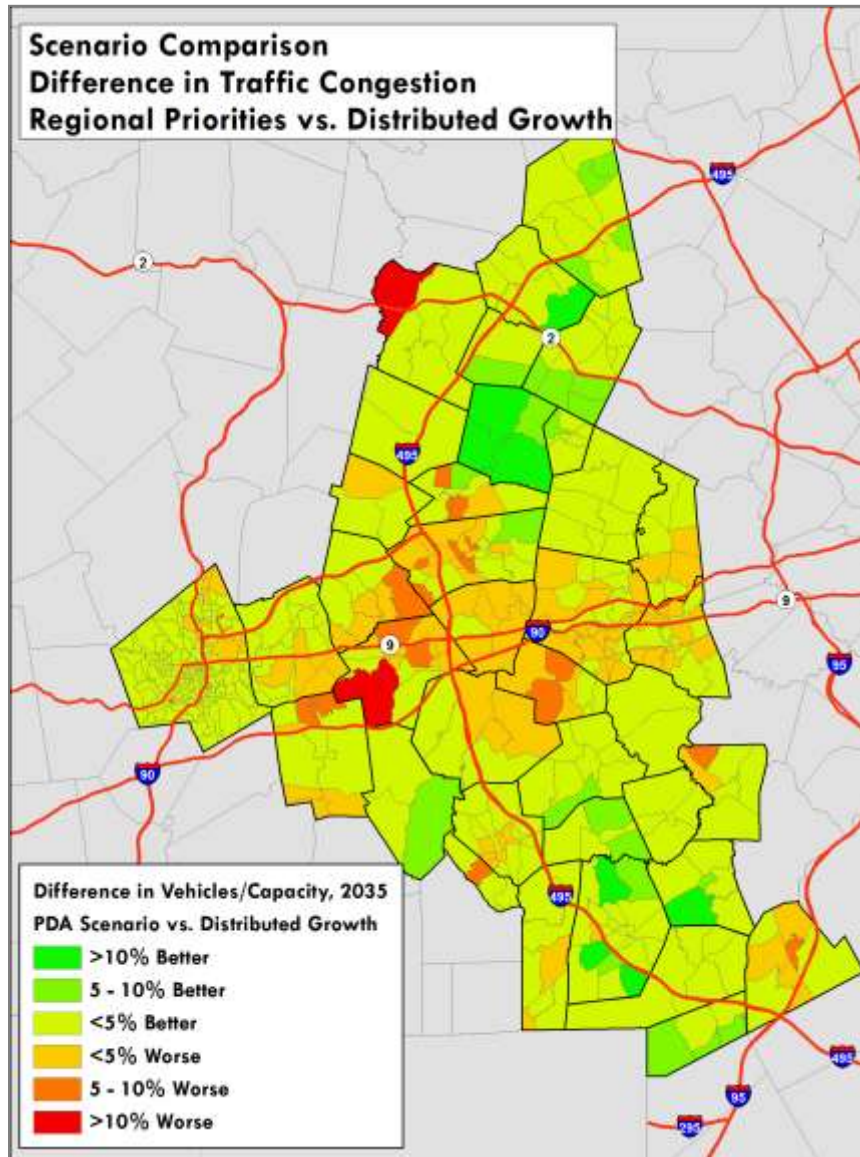 Scenario Comparison
Difference in Traffic Congestion
Regional Priorities vs. Distributed Growth
495
2
2
495
9
90
9
95
90
495
495
95
295
Difference in Vehicles/Capacity, 2035
PDA Scenario vs. Distributed Growth
>10% Better
5 - 10% Better
<5% Better
<5% Worse
5 - 10% Worse
>10% Worse